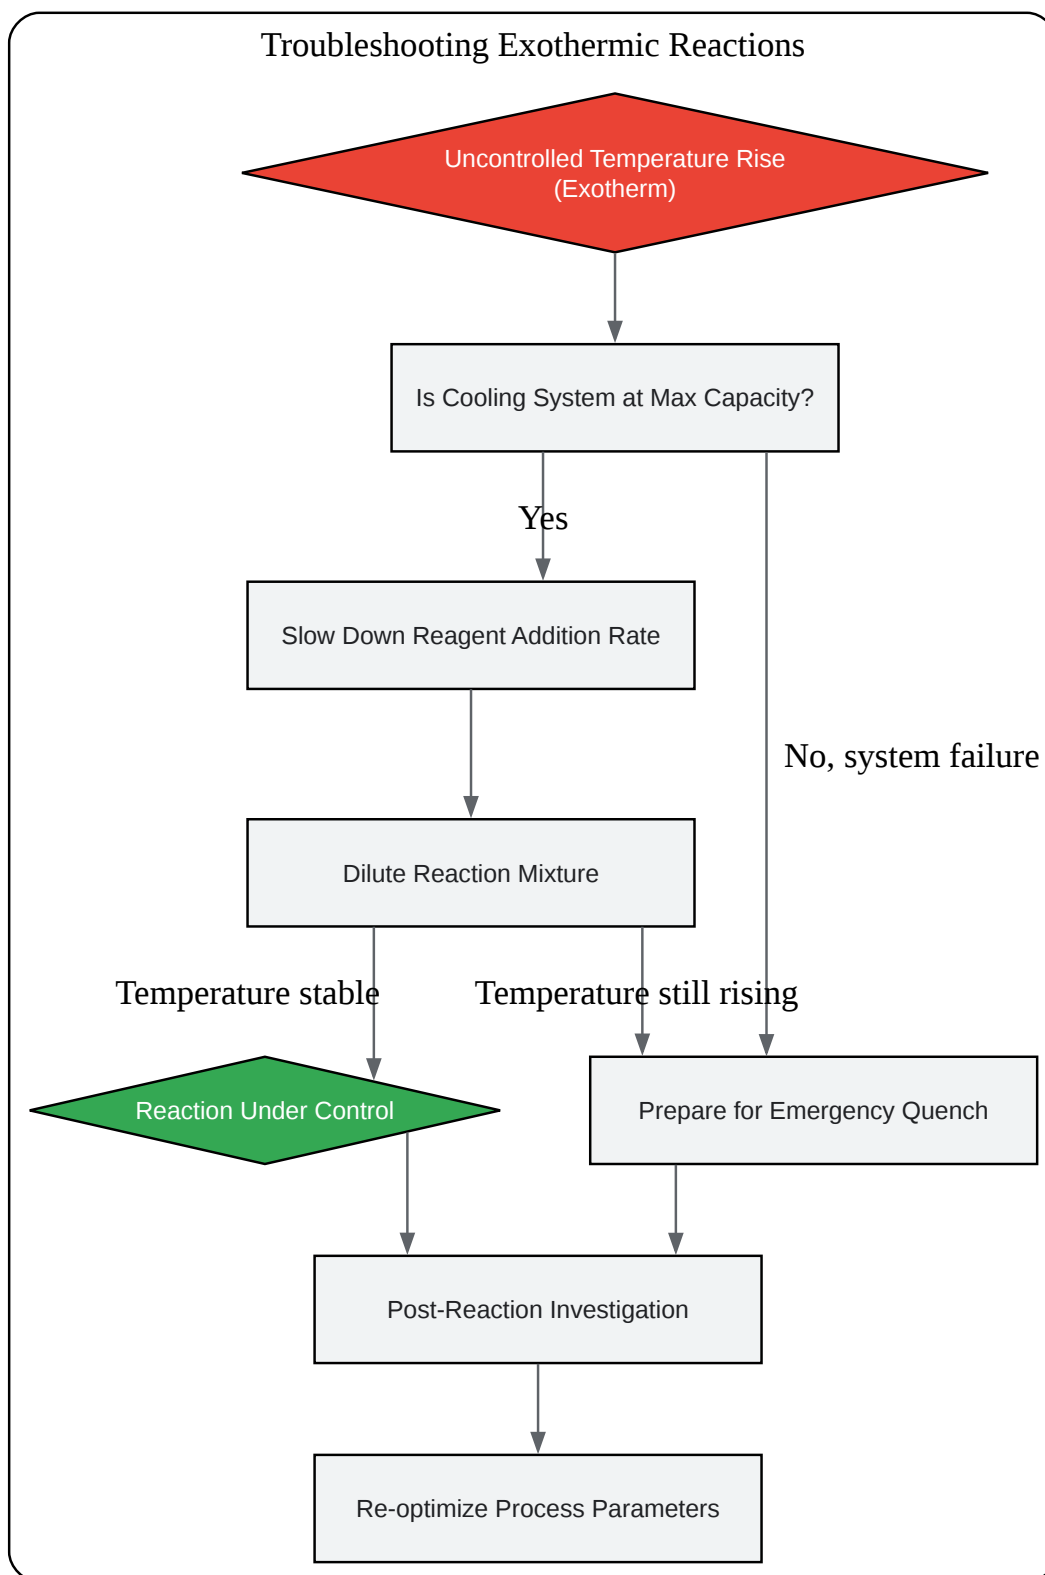 Troubleshooting Exothermic Reactions
Uncontrolled Temperature Rise
(Exotherm)
Is Cooling System at Max Capacity?
Yes
Slow Down Reagent Addition Rate
No, system failure
Dilute Reaction Mixture
Temperature stable
Temperature still rising
Reaction Under Control
Prepare for Emergency Quench
Post-Reaction Investigation
Re-optimize Process Parameters